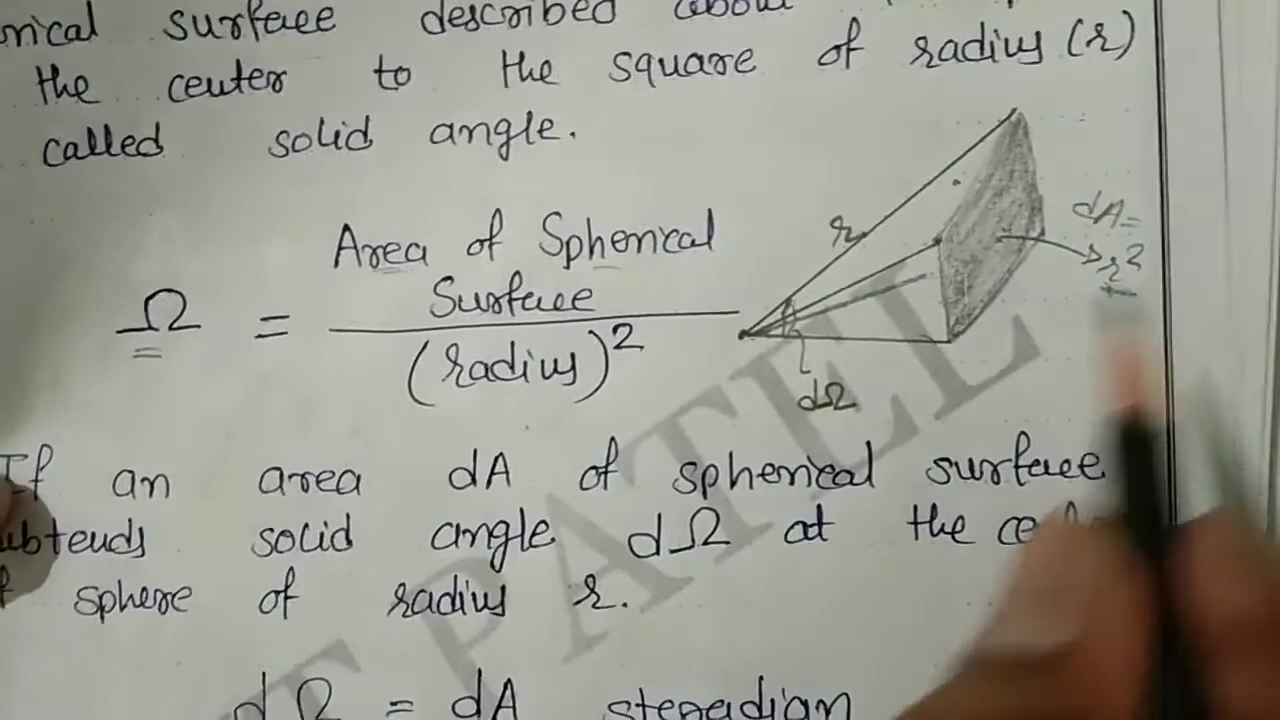 surface described about
the center to the square of radius (r)
called solid angle.
Ω = Area of Spherical Surface / (radius)²
r
dA = r²
dΩ
If an area dA of spherical surface
subtends solid angle dΩ at the
sphere of radius r.
dΩ = dA steradian
PATEL